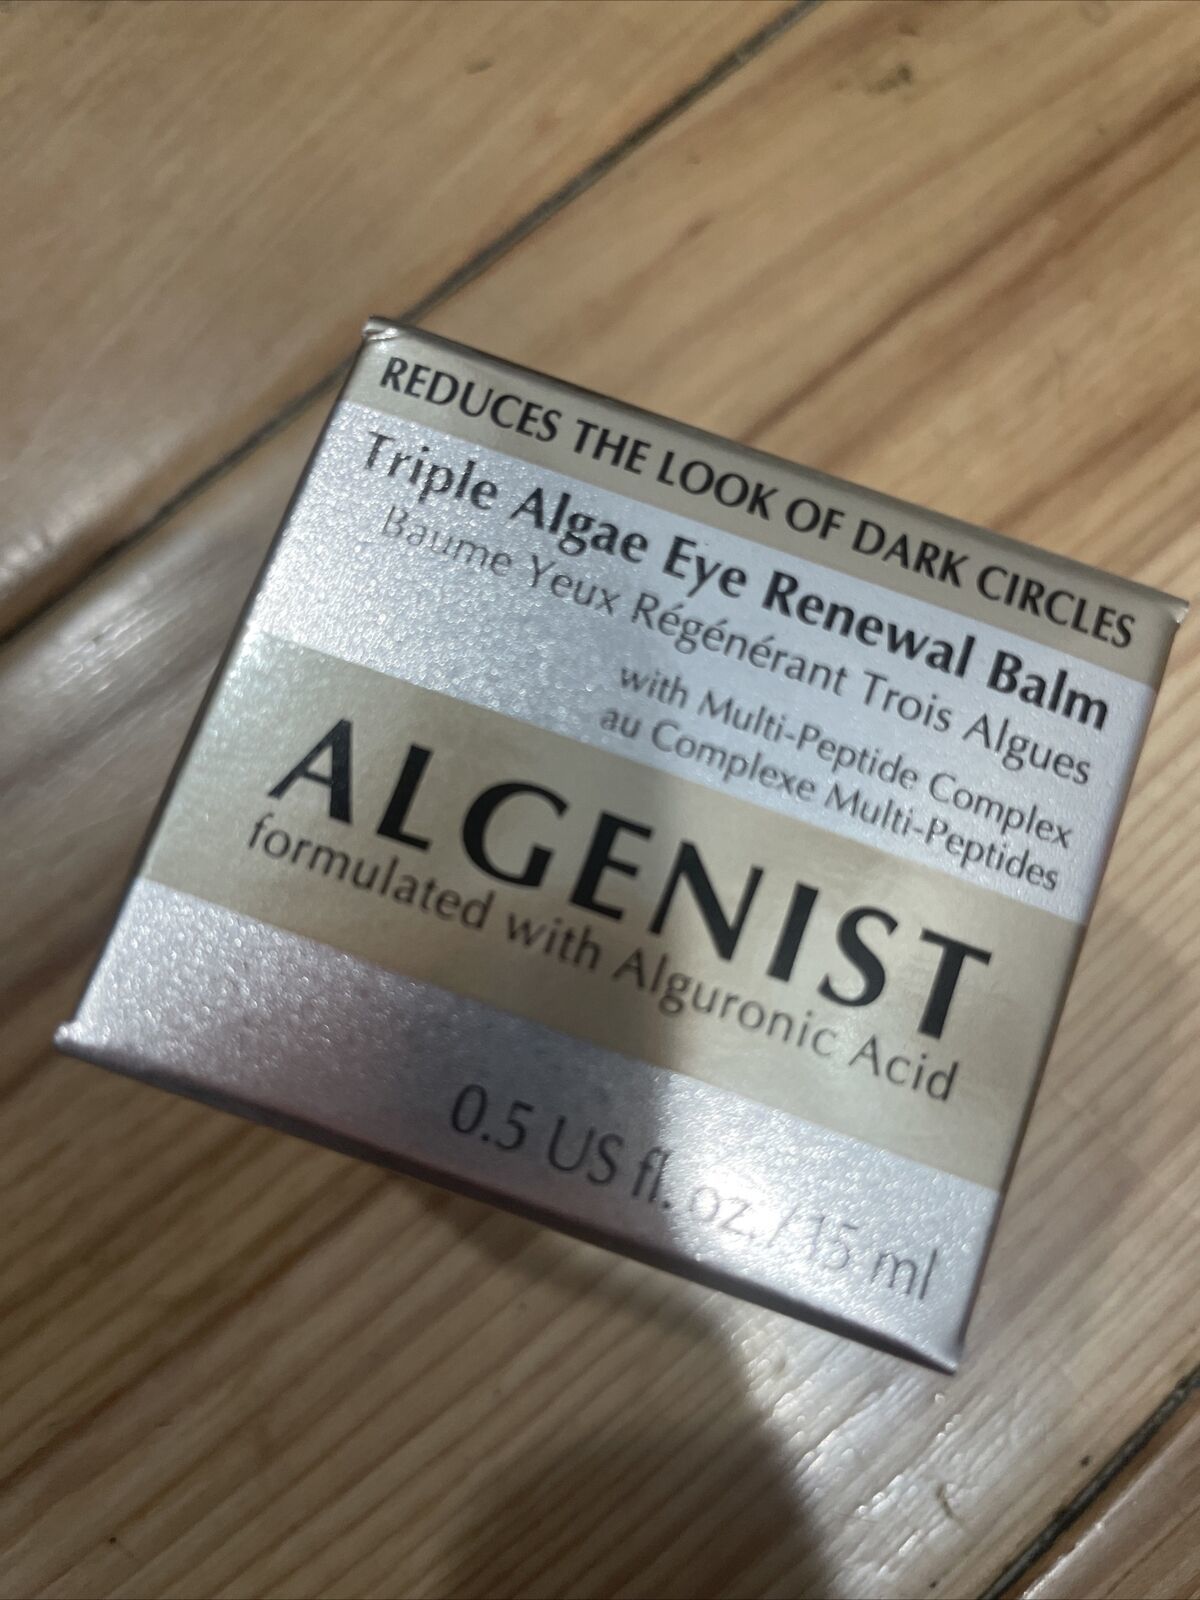 REDUCES THE LOOK OF DARK CIRCLES
Triple Algae Eye Renewal Balm
Baume Yeux Régénérant Trois Algues
with Multi-Peptide Complex
au Complexe Multi-Peptides
ALGENIST
formulated with Alguronic Acid
0.5 US fl. oz. / 15 ml